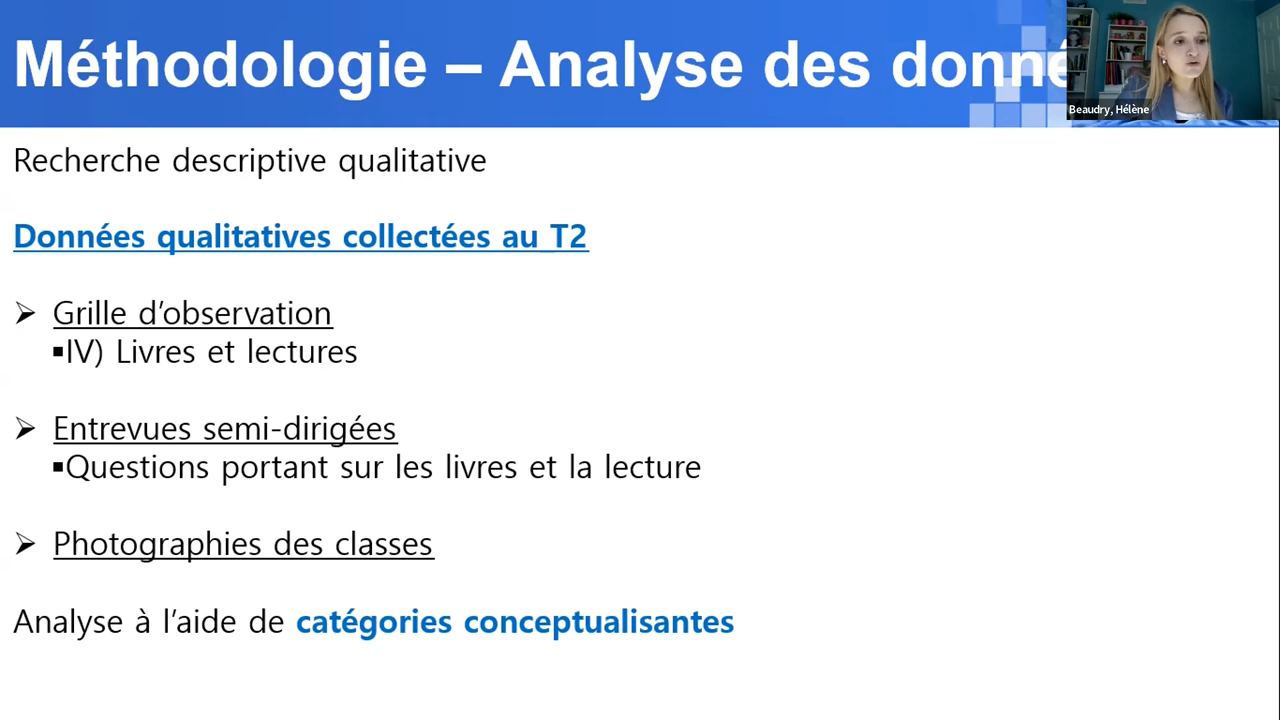 Méthodologie – Analyse des donné
Beaudry, Hélène
Recherche descriptive qualitative
Données qualitatives collectées au T2
➢ Grille d’observation
▪IV) Livres et lectures
➢ Entrevues semi-dirigées
▪Questions portant sur les livres et la lecture
➢ Photographies des classes
Analyse à l’aide de catégories conceptualisantes